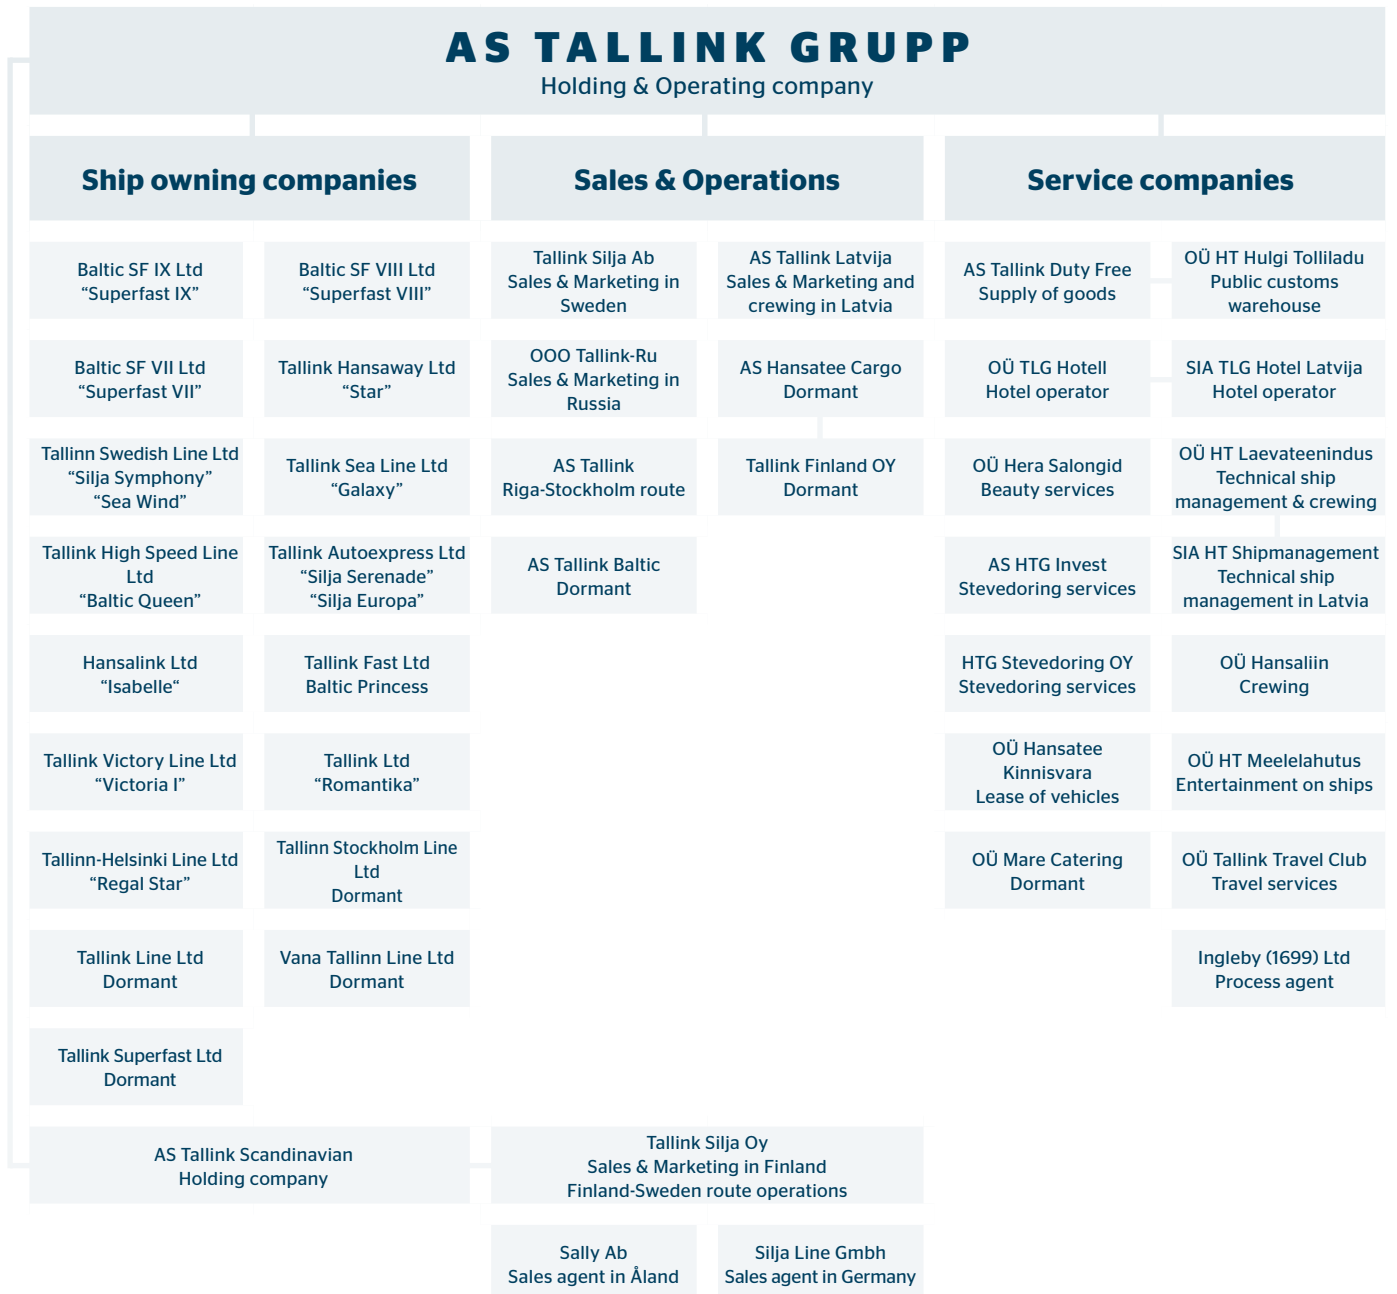 AS TALLINK GRUPP
Holding & Operating company
Ship owning companies
Baltic SF IX Ltd
“Superfast IX”
Baltic SF VIII Ltd
“Superfast VIII”
Baltic SF VII Ltd
“Superfast VII”
Tallink Hansaway Ltd
“Star”
Tallinn Swedish Line Ltd
“Silja Symphony”
“Sea Wind”
Tallink Sea Line Ltd
“Galaxy”
Tallink High Speed Line
Ltd
“Baltic Queen”
Tallink Autoexpress Ltd
“Silja Serenade”
“Silja Europa”
Hansalink Ltd
“Isabelle“
Tallink Fast Ltd
Baltic Princess
Tallink Victory Line Ltd
“Victoria I”
Tallink Ltd
“Romantika”
Tallinn-Helsinki Line Ltd
“Regal Star”
Tallinn Stockholm Line
Ltd
Dormant
Tallink Line Ltd
Dormant
Vana Tallinn Line Ltd
Dormant
Tallink Superfast Ltd
Dormant
Sales & Operations
Tallink Silja Ab
Sales & Marketing in
Sweden
AS Tallink Latvija
Sales & Marketing and
crewing in Latvia
OOO Tallink-Ru
Sales & Marketing in
Russia
AS Hansatee Cargo
Dormant
AS Tallink
Riga-Stockholm route
Tallink Finland OY
Dormant
AS Tallink Baltic
Dormant
Service companies
AS Tallink Duty Free
Supply of goods
OÜ HT Hulgi Tolliladu
Public customs
warehouse
OÜ TLG Hotell
Hotel operator
SIA TLG Hotel Latvija
Hotel operator
OÜ Hera Salongid
Beauty services
OÜ HT Laevateenindus
Technical ship
management & crewing
AS HTG Invest
Stevedoring services
SIA HT Shipmanagement
Technical ship
management in Latvia
HTG Stevedoring OY
Stevedoring services
OÜ Hansaliin
Crewing
OÜ Hansatee
Kinnisvara
Lease of vehicles
OÜ HT Meelelahutus
Entertainment on ships
OÜ Mare Catering
Dormant
OÜ Tallink Travel Club
Travel services
Ingleby (1699) Ltd
Process agent
AS Tallink Scandinavian
Holding company
Tallink Silja Oy
Sales & Marketing in Finland
Finland-Sweden route operations
Sally Ab
Sales agent in Åland
Silja Line Gmbh
Sales agent in Germany